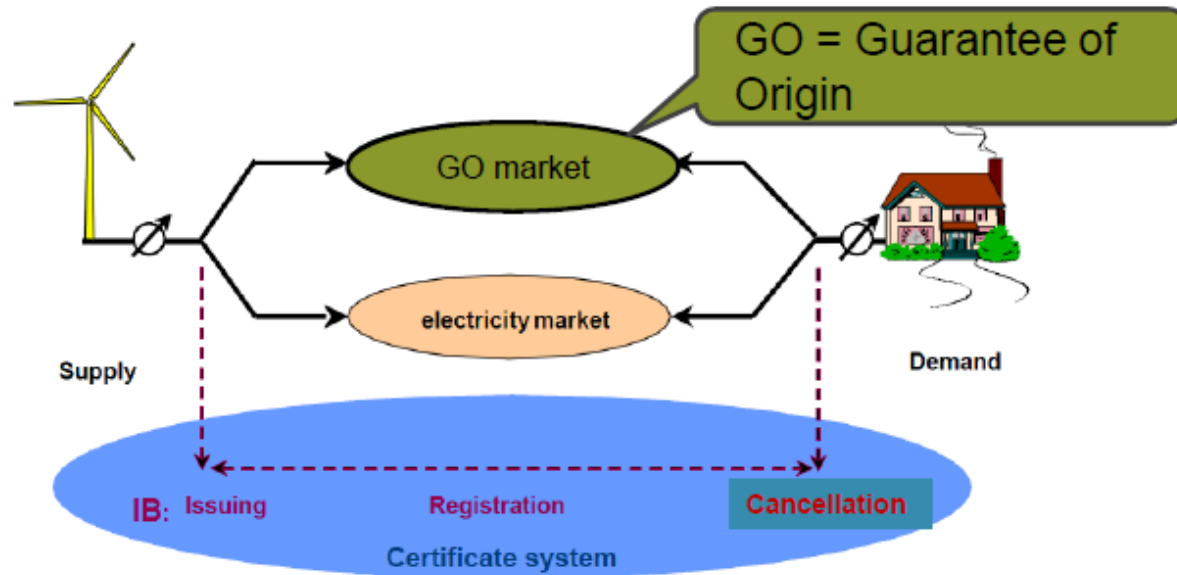 GO = Guarantee of
Origin
GO market
electricity market
Supply
Demand
IB: Issuing
Registration
Cancellation
Certificate system